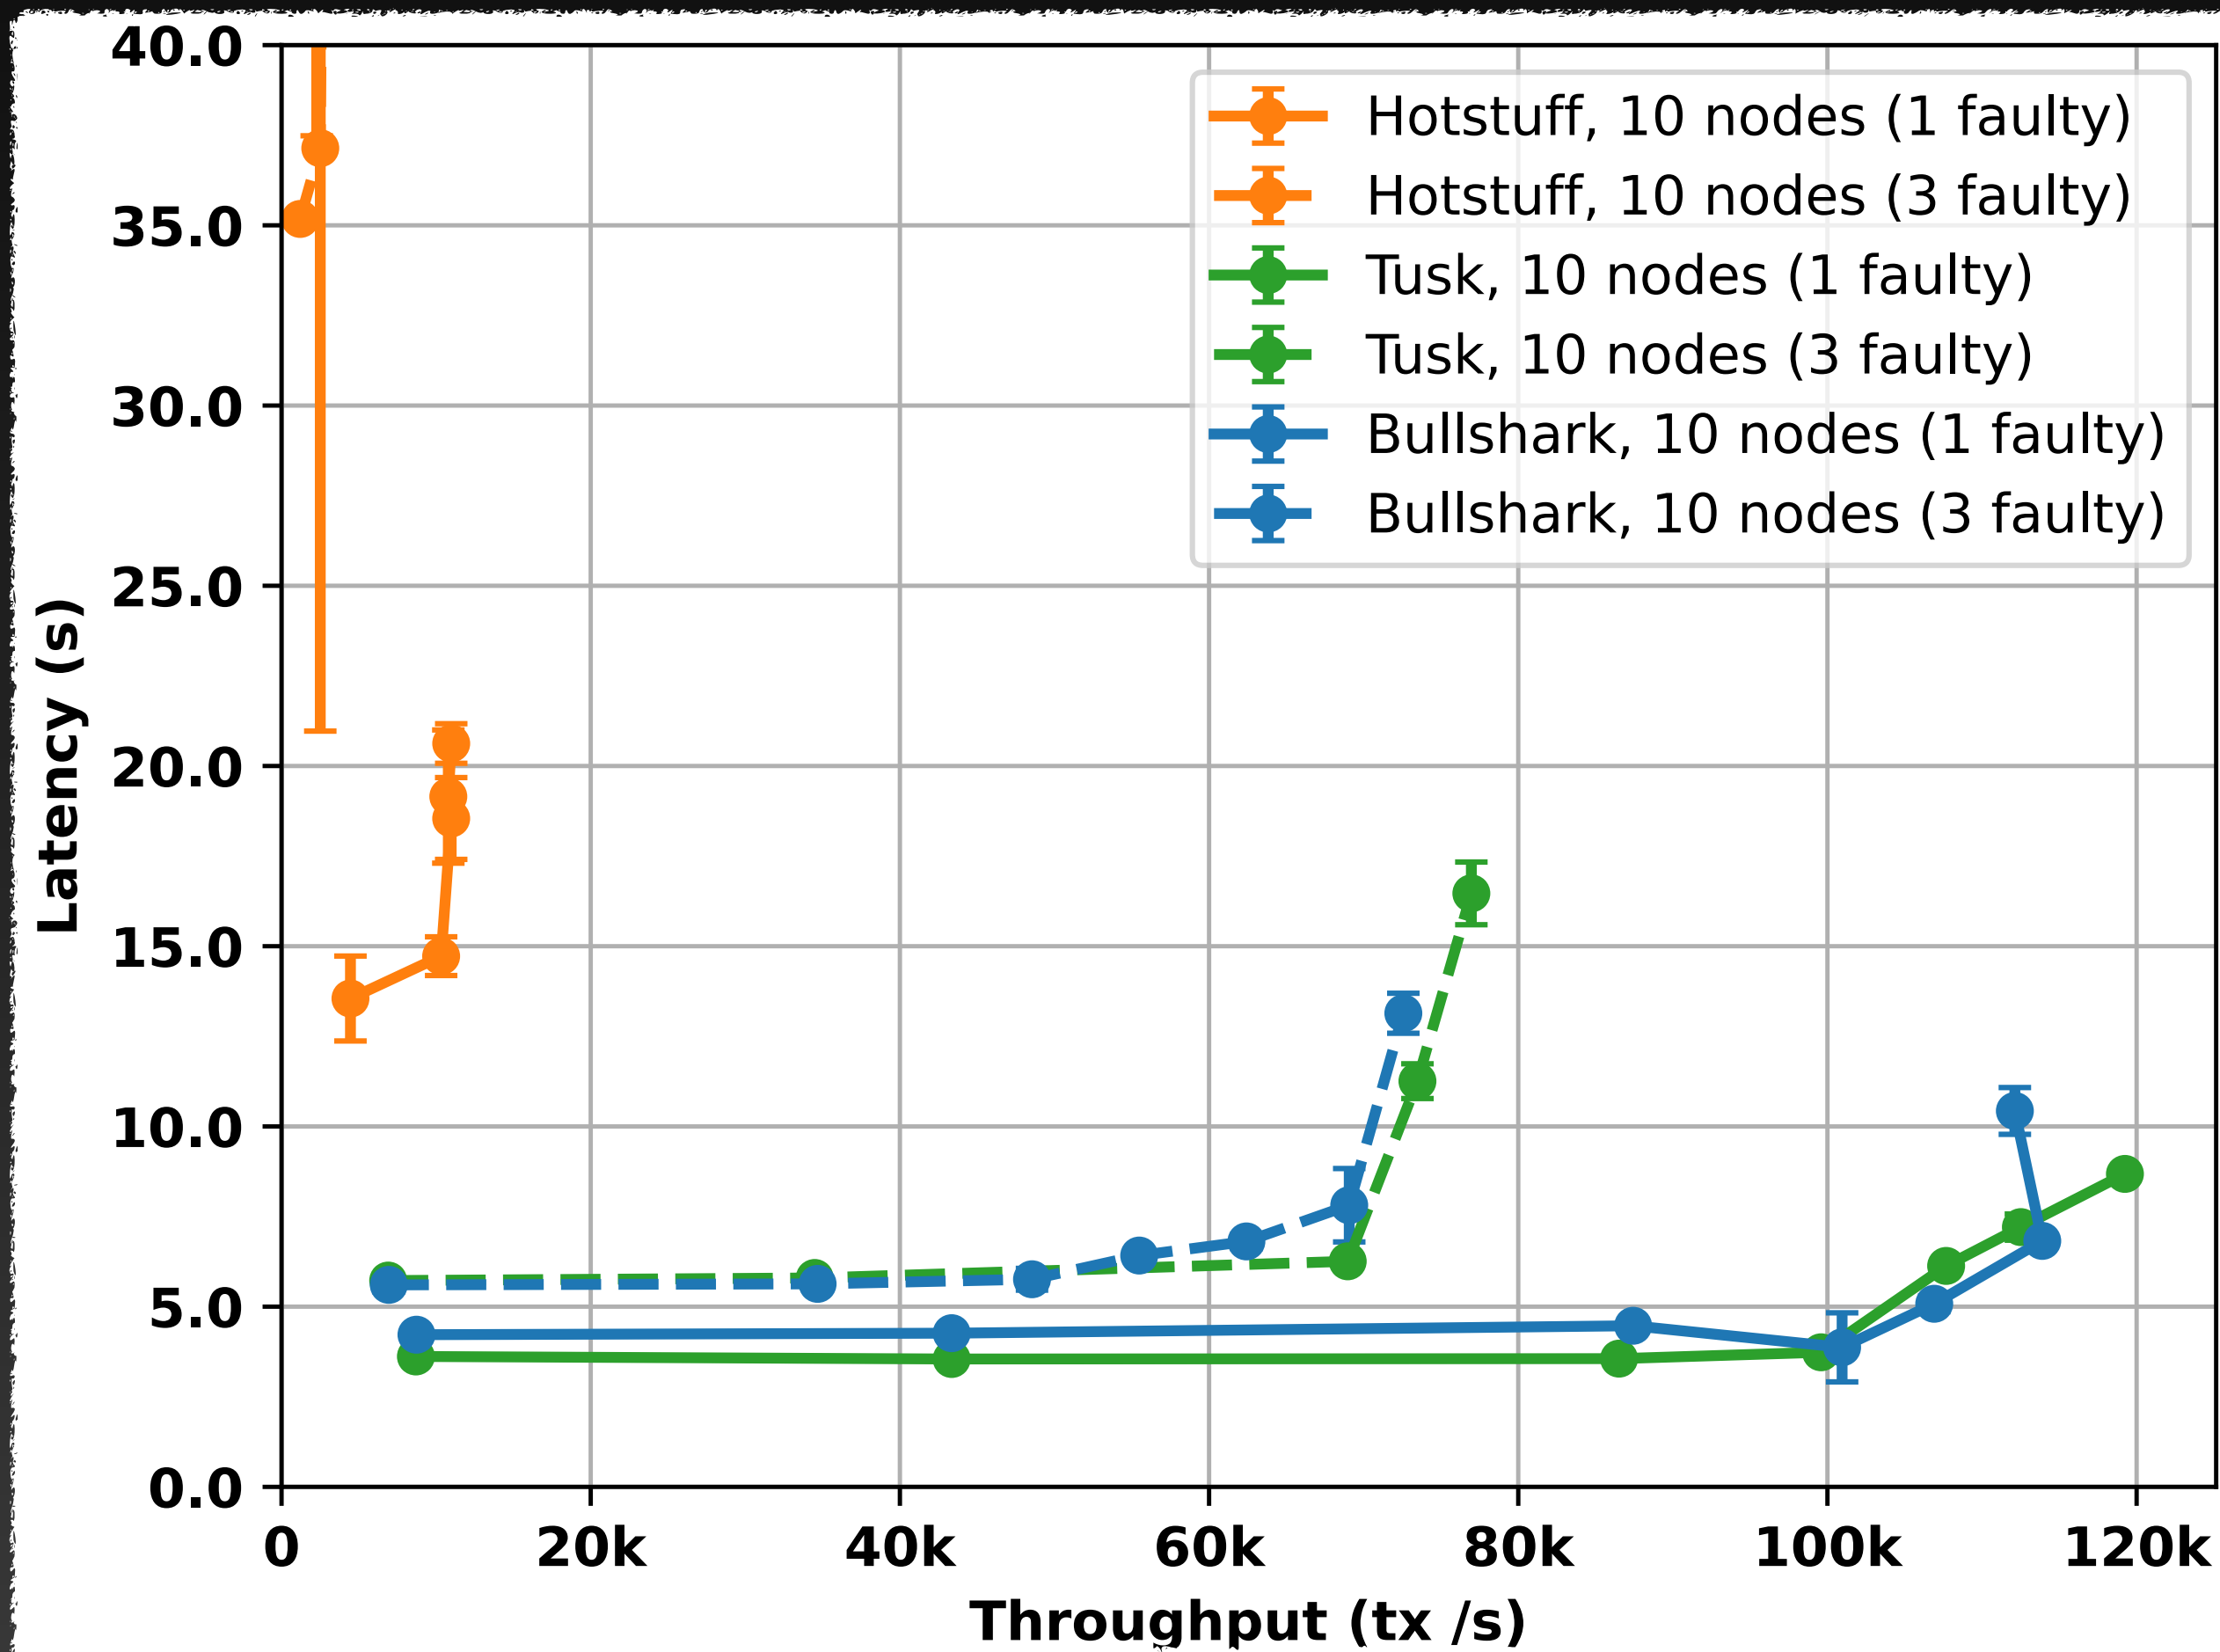 40.0
35.0
30.0
25.0
20.0
15.0
10.0
5.0
0.0
Latency (s)
Hotstuff, 10 nodes (1 faulty)
Hotstuff, 10 nodes (3 faulty)
Tusk, 10 nodes (1 faulty)
Tusk, 10 nodes (3 faulty)
Bullshark, 10 nodes (1 faulty)
Bullshark, 10 nodes (3 faulty)
0 20k 40k 60k 80k 100k 120k
Throughput (tx /s)